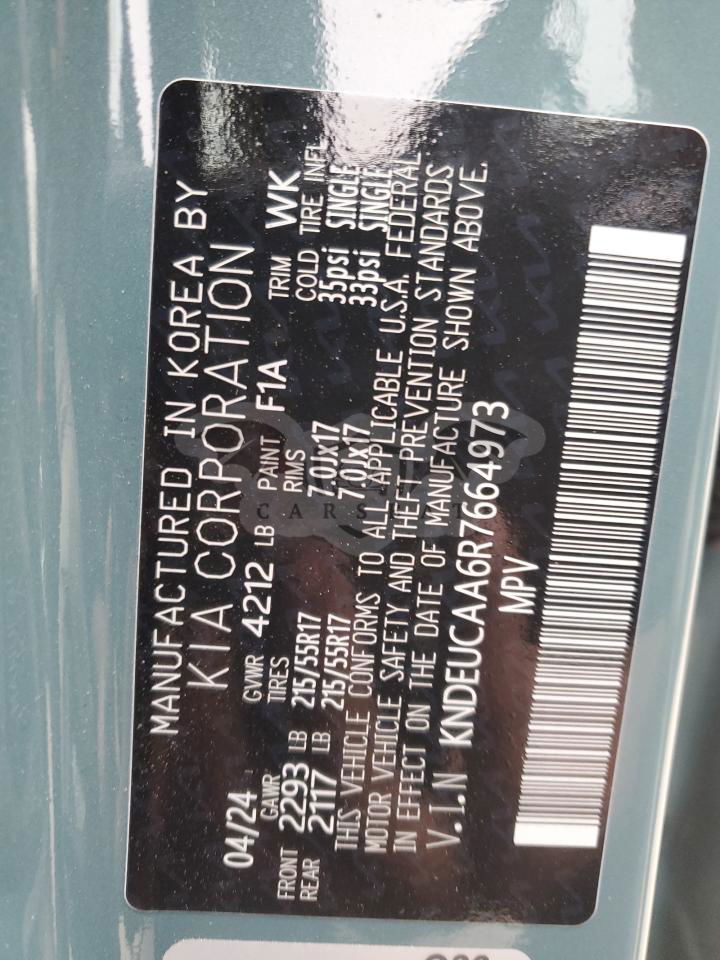 MANUFACTURED IN KOREA BY
KIA CORPORATION
04/24 GVWR 4212 LB PAINT F1A TRIM WK
GAWR TIRES RIMS COLD TIRE INFL
FRONT 2293 LB 215/55R17 7.0Jx17 35psi SINGLE
REAR 2117 LB 215/55R17 7.0Jx17 33psi SINGLE
THIS VEHICLE CONFORMS TO ALL APPLICABLE U.S.A. FEDERAL
MOTOR VEHICLE SAFETY AND THEFT PREVENTION STANDARDS
IN EFFECT ON THE DATE OF MANUFACTURE SHOWN ABOVE.
V.I.N KNDEUCAA6R7664973
MPV